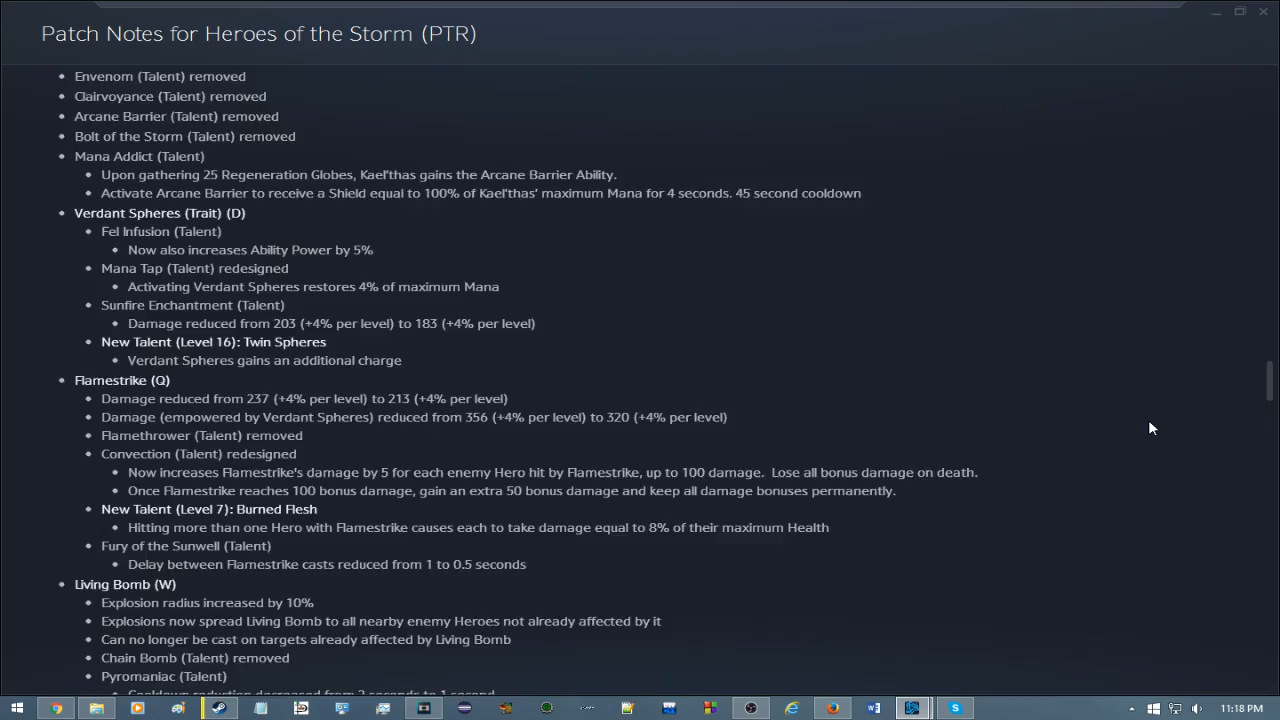 Patch Notes for Heroes of the Storm (PTR)
Envenom (Talent) removed
Clairvoyance (Talent) removed
Arcane Barrier (Talent) removed
Bolt of the Storm (Talent) removed
Mana Addict (Talent)
Upon gathering 25 Regeneration Globes, Kael'thas gains the Arcane Barrier Ability.
Activate Arcane Barrier to receive a Shield equal to 100% of Kael'thas' maximum Mana for 4 seconds. 45 second cooldown
Verdant Spheres (Trait) (D)
Fel Infusion (Talent)
Now also increases Ability Power by 5%
Mana Tap (Talent) redesigned
Activating Verdant Spheres restores 4% of maximum Mana
Sunfire Enchantment (Talent)
Damage reduced from 203 (+4% per level) to 183 (+4% per level)
New Talent (Level 16): Twin Spheres
Verdant Spheres gains an additional charge
Flamestrike (Q)
Damage reduced from 237 (+4% per level) to 213 (+4% per level)
Damage (empowered by Verdant Spheres) reduced from 356 (+4% per level) to 320 (+4% per level)
Flamethrower (Talent) removed
Convection (Talent) redesigned
Now increases Flamestrike's damage by 5 for each enemy Hero hit by Flamestrike, up to 100 damage. Lose all bonus damage on death.
Once Flamestrike reaches 100 bonus damage, gain an extra 50 bonus damage and keep all damage bonuses permanently.
New Talent (Level 7): Burned Flesh
Hitting more than one Hero with Flamestrike causes each to take damage equal to 8% of their maximum Health
Fury of the Sunwell (Talent)
Delay between Flamestrike casts reduced from 1 to 0.5 seconds
Living Bomb (W)
Explosion radius increased by 10%
Explosions now spread Living Bomb to all nearby enemy Heroes not already affected by it
Can no longer be cast on targets already affected by Living Bomb
Chain Bomb (Talent) removed
Pyromaniac (Talent)
Cooldown reduction decreased from 2 seconds to 1 second
11:18 PM